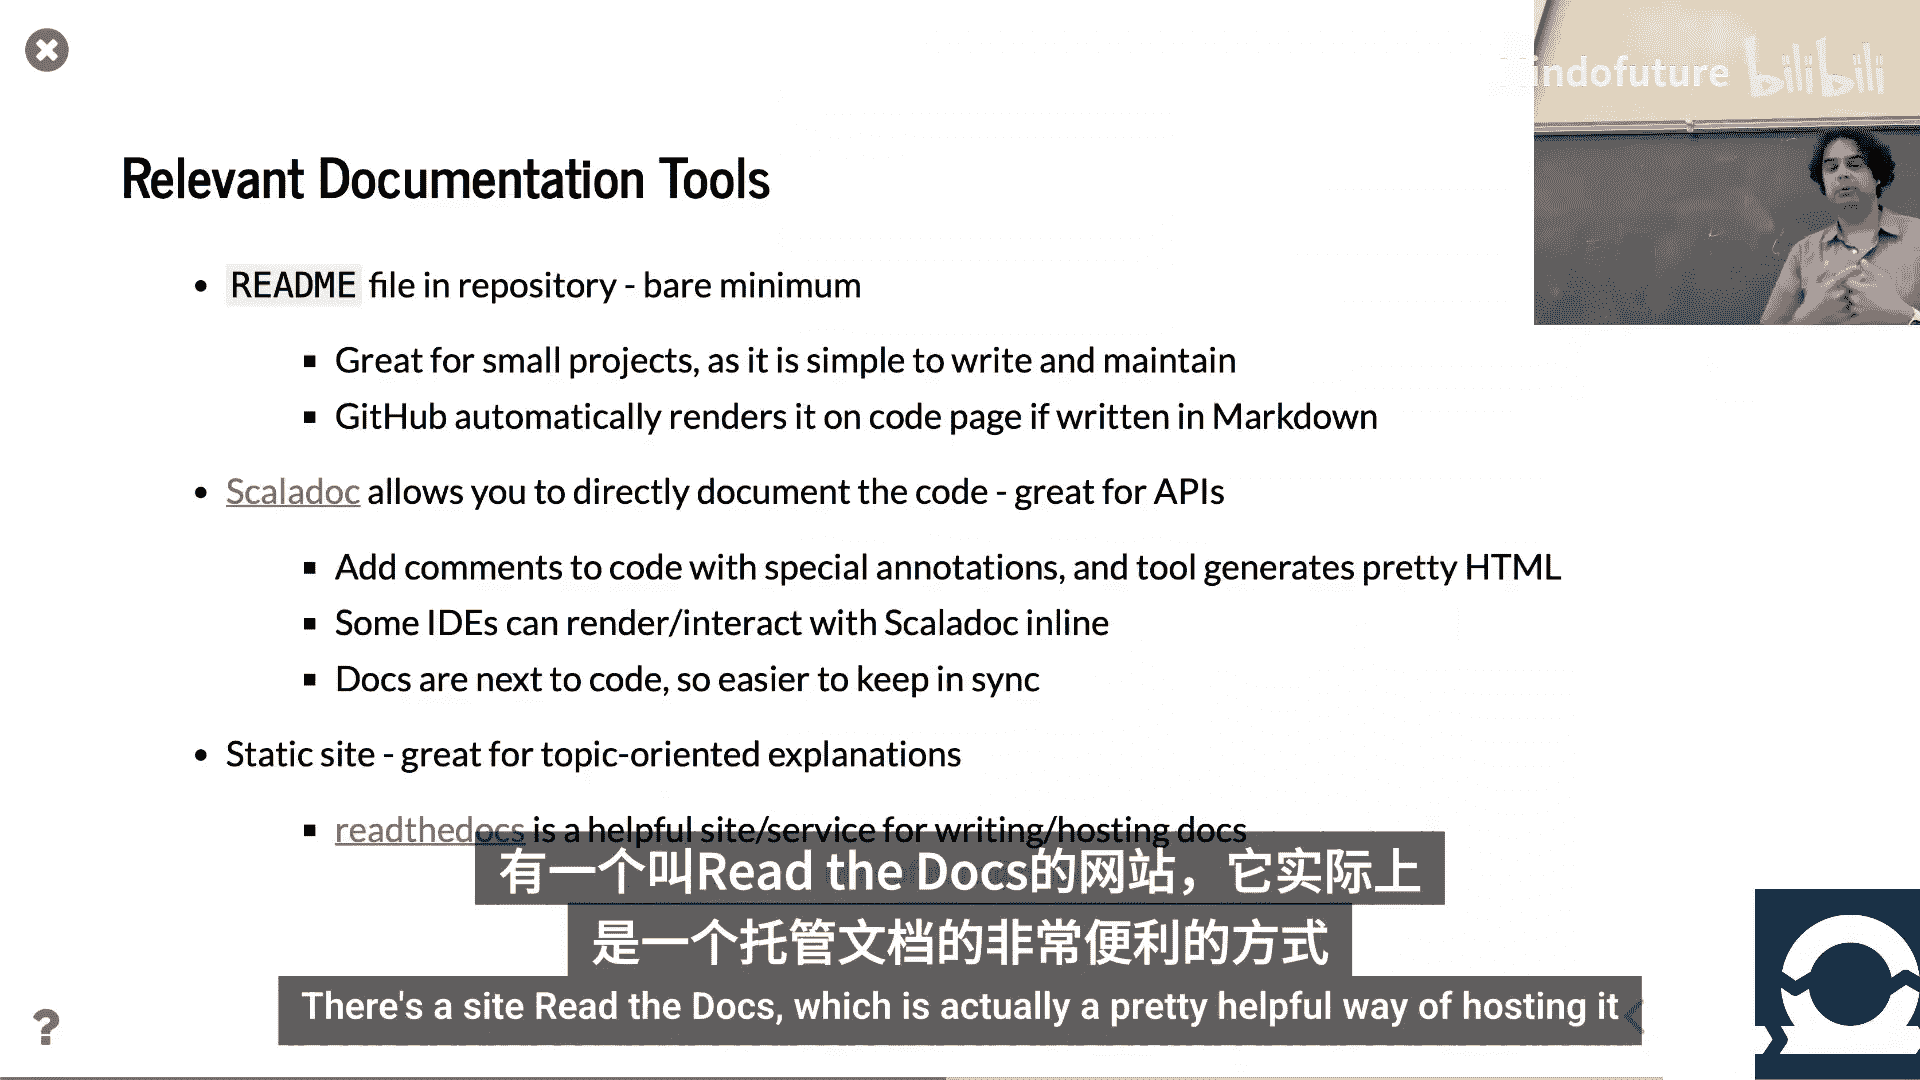 indofuture bilibili
Relevant Documentation Tools
• README file in repository - bare minimum
▪ Great for small projects, as it is simple to write and maintain
▪ GitHub automatically renders it on code page if written in Markdown
• Scaladoc allows you to directly document the code - great for APIs
▪ Add comments to code with special annotations, and tool generates pretty HTML
▪ Some IDEs can render/interact with Scaladoc inline
▪ Docs are next to code, so easier to keep in sync
• Static site - great for topic-oriented explanations
▪ readthedocs is a helpful site/service for writing/hosting docs
有一个叫Read the Docs的网站，它实际上
是一个托管文档的非常便利的方式
There's a site Read the Docs, which is actually a pretty helpful way of hosting it
?